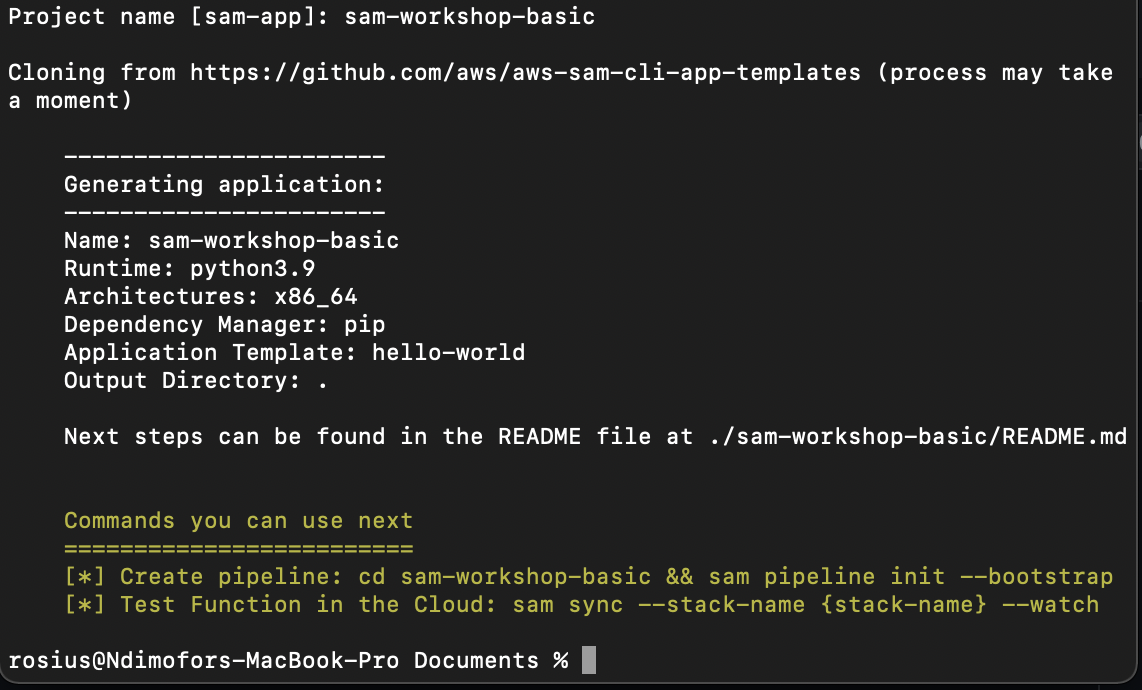 Project name [sam-app]: sam-workshop-basic
Cloning from https://github.com/aws/aws-sam-cli-app-templates (process may take
a moment)
-----------------------
Generating application:
-----------------------
Name: sam-workshop-basic
Runtime: python3.9
Architectures: x86_64
Dependency Manager: pip
Application Template: hello-world
Output Directory: .
Next steps can be found in the README file at ./sam-workshop-basic/README.md
Commands you can use next
=========================
[*] Create pipeline: cd sam-workshop-basic && sam pipeline init --bootstrap
[*] Test Function in the Cloud: sam sync --stack-name {stack-name} --watch
rosius@Ndimofors-MacBook-Pro Documents %